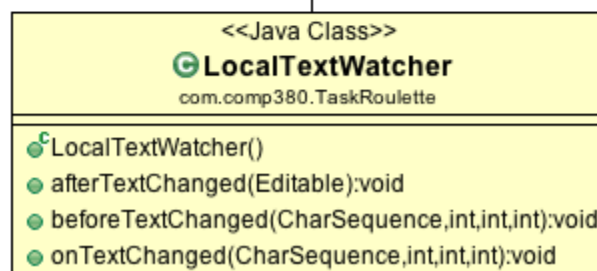 <<Java Class>>
LocalTextWatcher
com.comp380.TaskRoulette
LocalTextWatcher()
afterTextChanged(Editable):void
beforeTextChanged(CharSequence,int,int,int):void
onTextChanged(CharSequence,int,int,int):void